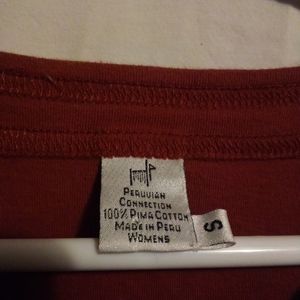 Peruvian
Connection
100% Pima Cotton
Made in Peru
Womens
S